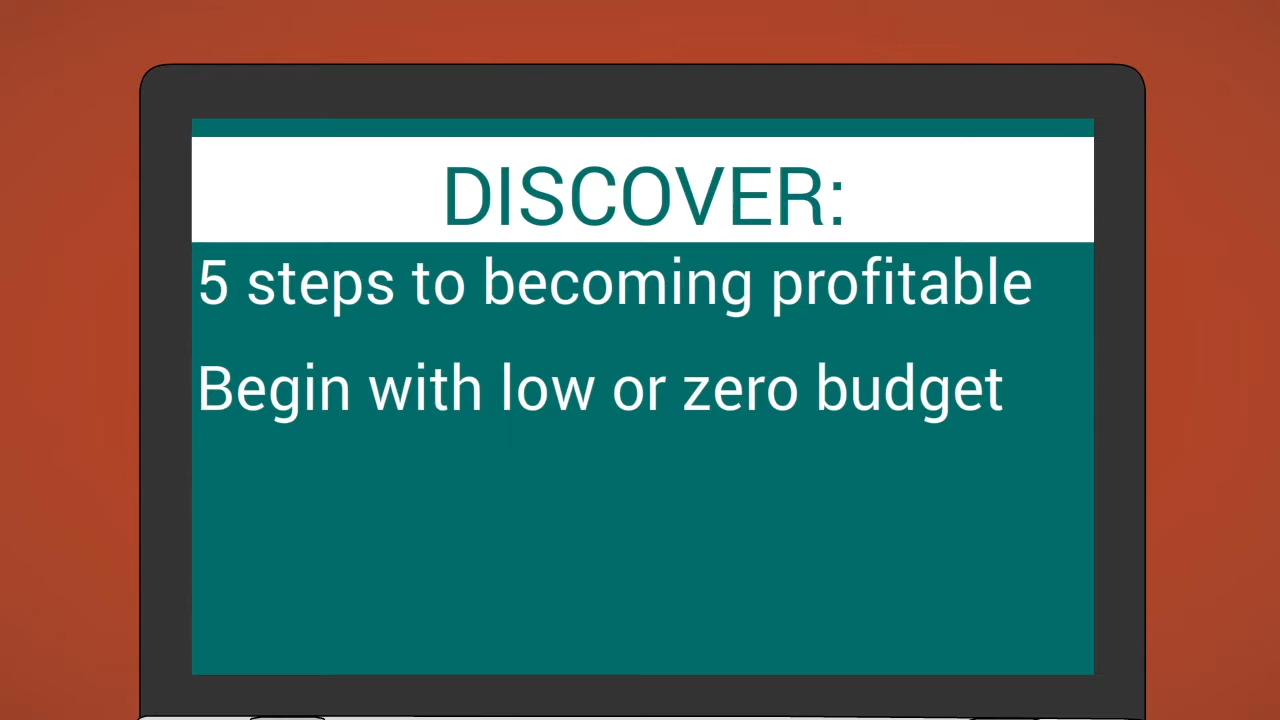 DISCOVER:
5 steps to becoming profitable
Begin with low or zero budget